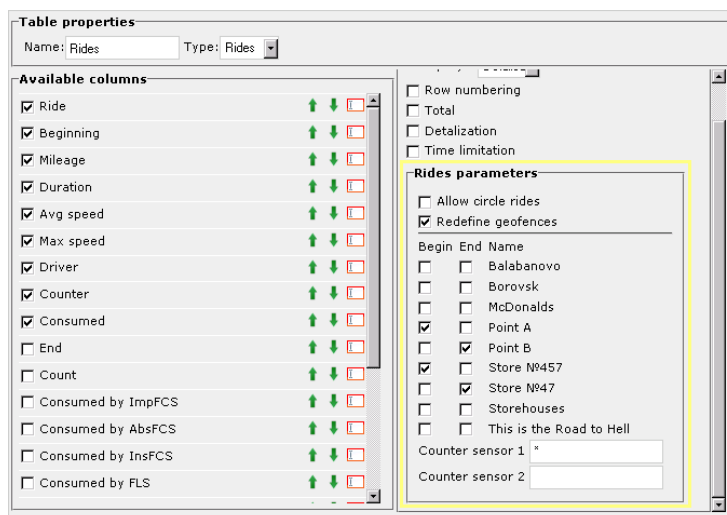 Table properties
Name: Rides Type: Rides
Available columns
Ride
Beginning
Mileage
Duration
Avg speed
Max speed
Driver
Counter
Consumed
End
Count
Consumed by ImpFCS
Consumed by AbsFCS
Consumed by InsFCS
Consumed by FLS
Row numbering
Total
Detalization
Time limitation
Rides parameters
Allow circle rides
Redefine geofences
Begin End Name
Balabanovo
Borovsk
McDonalds
Point A
Point B
Store №457
Store №47
Storehouses
This is the Road to Hell
Counter sensor 1 *
Counter sensor 2